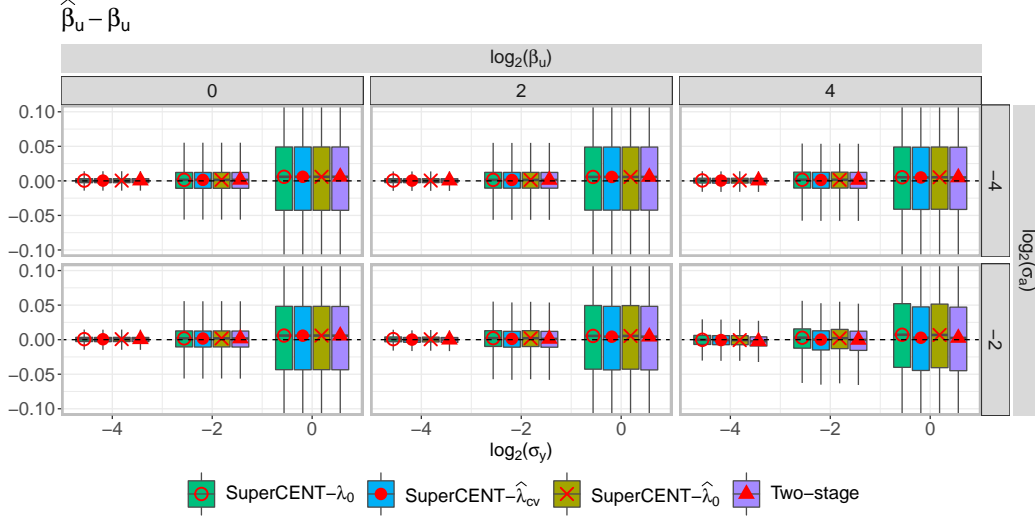 β̂ᵤ − βᵤ
log₂(βᵤ)
0 2 4
0.10
0.05
0.00
−0.05
−0.10
−4
0.10
0.05
0.00
−0.05
−0.10
−2
log₂(σₐ)
−4 −2 0 −4 −2 0 −4 −2 0
log₂(σ_y)
SuperCENT−λ₀ SuperCENT−λ̂_cv SuperCENT−λ̂₀ Two−stage